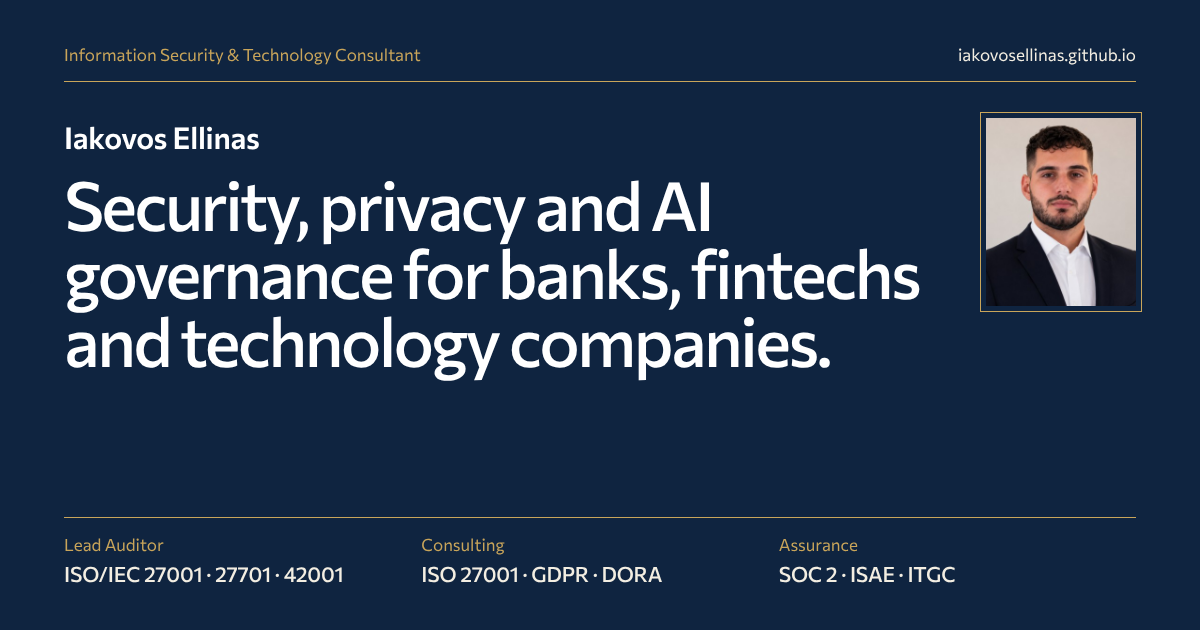 Information Security & Technology Consultant
iakovosellinas.github.io
Iakovos Ellinas
Security, privacy and AI
governance for banks, fintechs
and technology companies.
Lead Auditor
ISO/IEC 27001 · 27701 · 42001
Consulting
ISO 27001 · GDPR · DORA
Assurance
SOC 2 · ISAE · ITGC